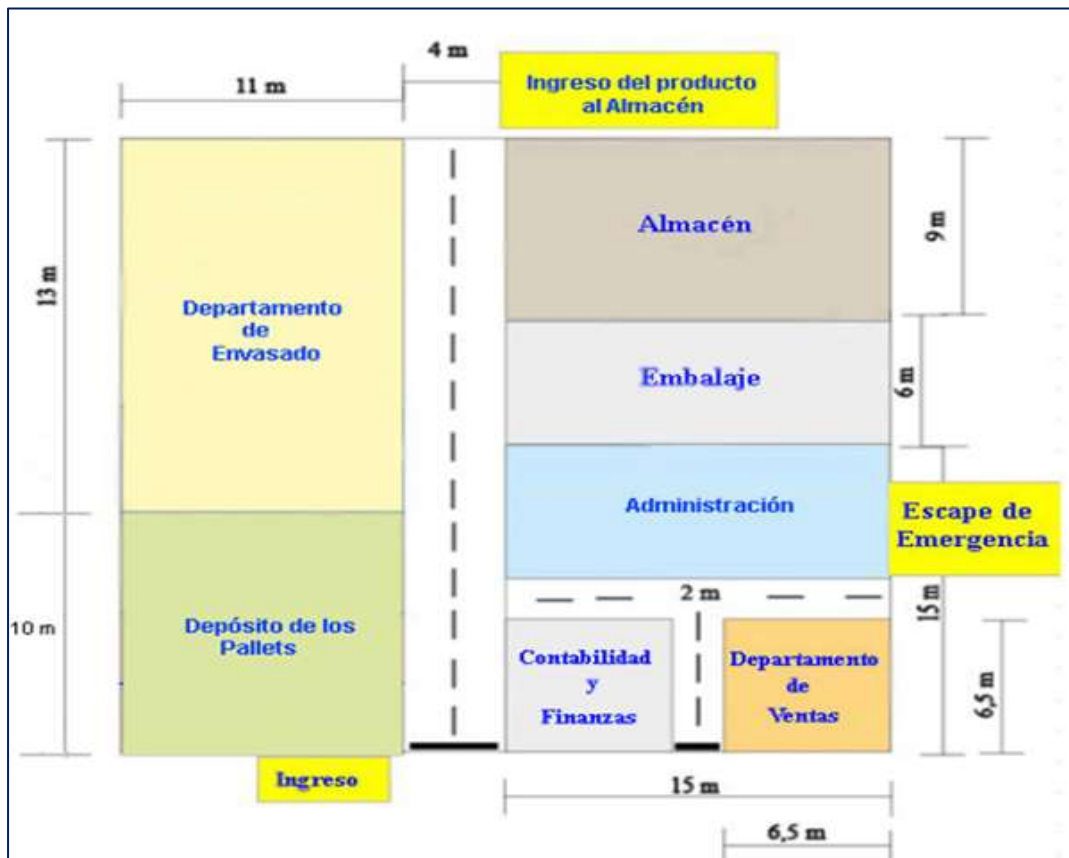 4 m
11 m
Ingreso del producto
al Almacén
13 m
Almacén
9 m
Departamento
de
Envasado
Embalaje
6 m
Administración
Escape de
Emergencia
2 m
15 m
10 m
Depósito de los
Pallets
Contabilidad
y
Finanzas
Departamento
de
Ventas
6,5 m
Ingreso
15 m
6,5 m